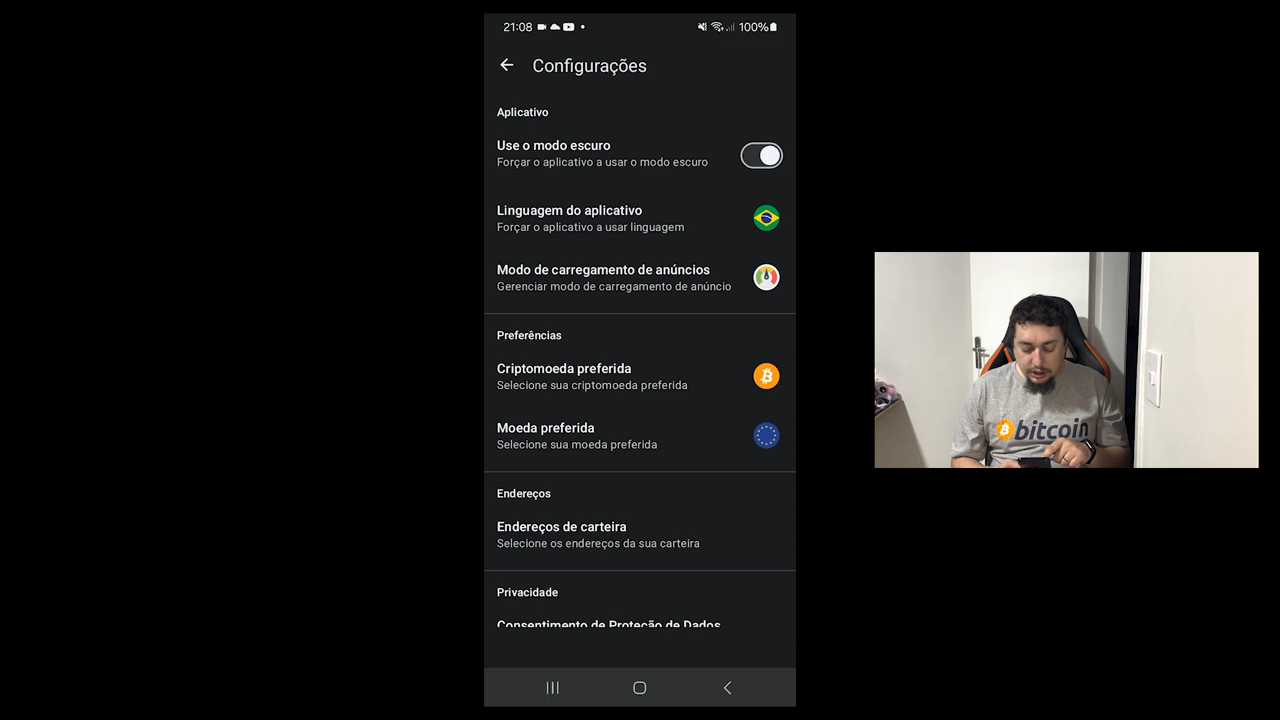 21:08
100%
Configurações
Aplicativo
Use o modo escuro
Forçar o aplicativo a usar o modo escuro
Linguagem do aplicativo
Forçar o aplicativo a usar linguagem
Modo de carregamento de anúncios
Gerenciar modo de carregamento de anúncio
Preferências
Criptomoeda preferida
Selecione sua criptomoeda preferida
Moeda preferida
Selecione sua moeda preferida
Endereços
Endereços de carteira
Selecione os endereços da sua carteira
Privacidade
Consentimento de Proteção de Dados
bitcoin